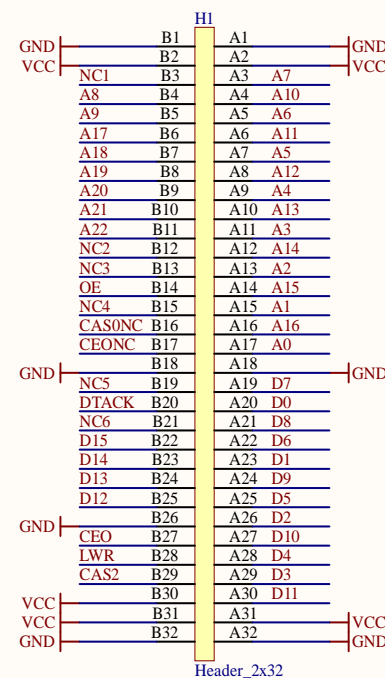 H1
GND B1 A1 GND
VCC B2 A2 VCC
NC1 B3 A3 A7
A8 B4 A4 A10
A9 B5 A5 A6
A17 B6 A6 A11
A18 B7 A7 A5
A19 B8 A8 A12
A20 B9 A9 A4
A21 B10 A10 A13
A22 B11 A11 A3
NC2 B12 A12 A14
NC3 B13 A13 A2
OE B14 A14 A15
NC4 B15 A15 A1
CAS0NC B16 A16 A16
CEONC B17 A17 A0
GND B18 A18 GND
NC5 B19 A19 D7
DTACK B20 A20 D0
NC6 B21 A21 D8
D15 B22 A22 D6
D14 B23 A23 D1
D13 B24 A24 D9
D12 B25 A25 D5
GND B26 A26 D2
CEO B27 A27 D10
LWR B28 A28 D4
CAS2 B29 A29 D3
VCC B30 A30 D11
VCC B31 A31 VCC
GND B32 A32 GND
Header_2x32